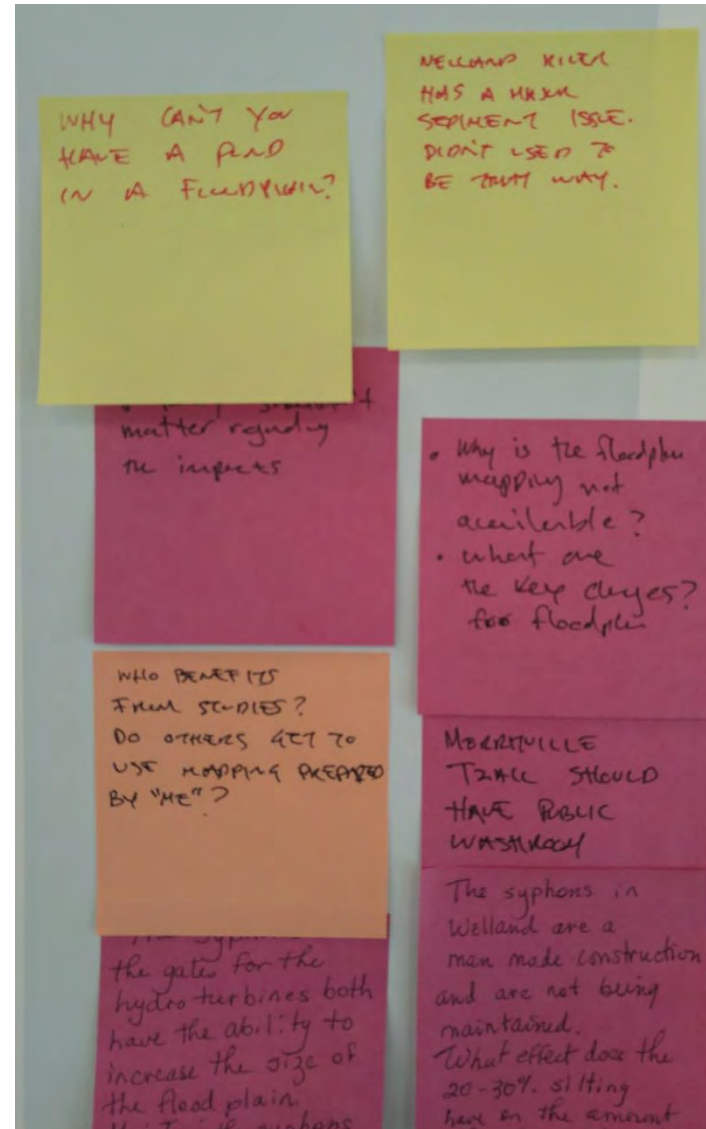 WHY CAN'T YOU
HAVE A POND
IN A FLOODPLAIN?
WELLAND RIVER
HAS A MAJOR
SEDIMENT ISSUE.
DIDN'T USED TO
BE THAT WAY.
matter regarding
the impacts
• Why is the floodplain
mapping not
available?
• what are
the key changes?
for floodplain
WHO BENEFITS
FROM STUDIES?
DO OTHERS GET TO
USE MAPPING PREPARED
BY "ME"?
MERRITVILLE
TRAIL SHOULD
HAVE PUBLIC
WASHROOM
the gates for the
hydro turbines both
have the ability to
increase the size of
the flood plain.
The syphons in
Welland are a
man made construction
and are not being
maintained.
What effect does the
20-30% silting
have on the amount